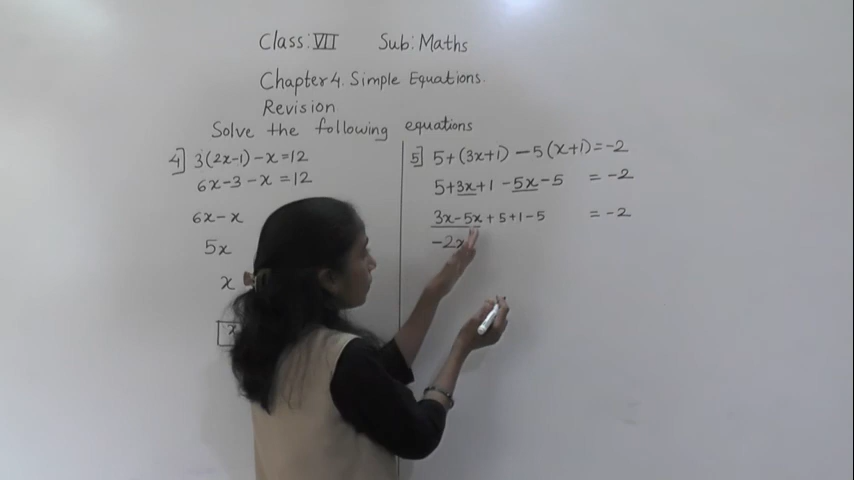 Class: VII Sub: Maths
Chapter 4. Simple Equations.
Revision
Solve the following equations
4] 3(2x-1) - x = 12
6x - 3 - x = 12
6x - x
5x
x
x
5] 5 + (3x+1) - 5(x+1) = -2
5 + 3x + 1 - 5x - 5 = -2
3x - 5x + 5 + 1 - 5 = -2
-2x